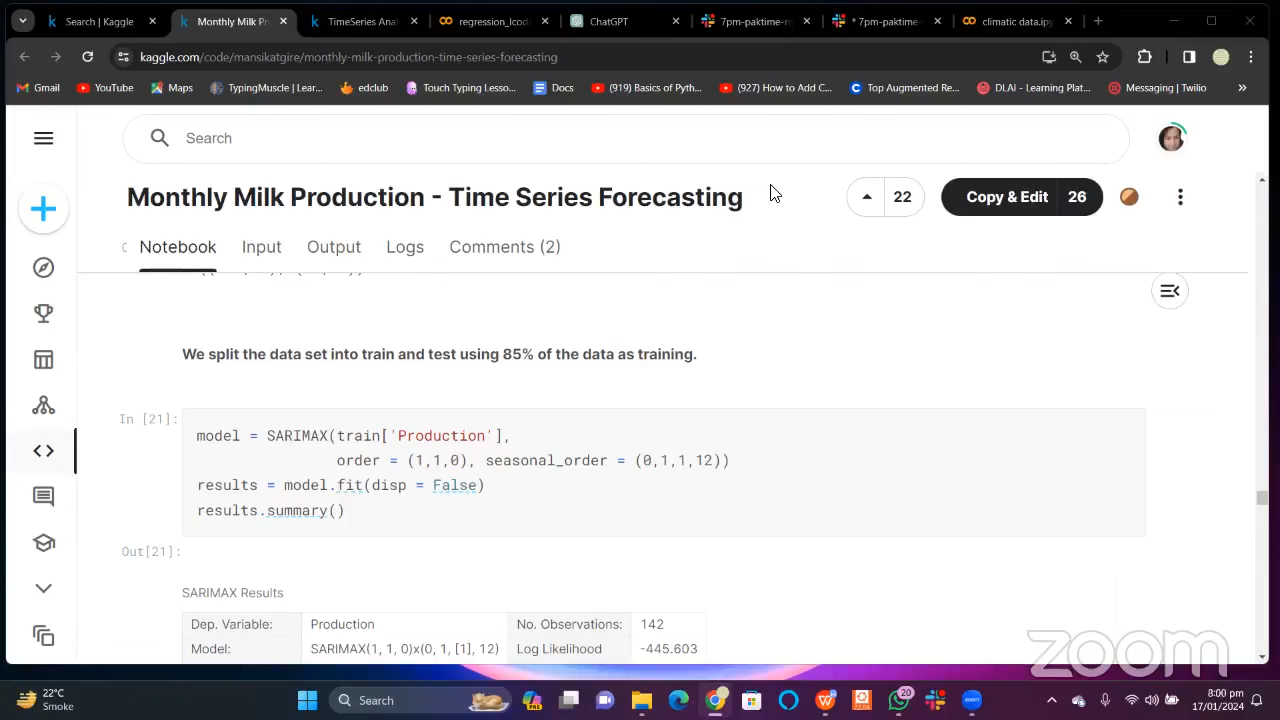 Search | Kaggle
Monthly Milk Pr
TimeSeries Anal
regression_lcod
ChatGPT
7pm-paktime-
* 7pm-paktime-
climatic data.ipy
kaggle.com/code/mansikatgire/monthly-milk-production-time-series-forecasting
Gmail
YouTube
Maps
TypingMuscle | Lear...
edclub
Touch Typing Lesso...
Docs
(919) Basics of Pyth...
(927) How to Add C...
Top Augmented Re...
DLAI - Learning Plat...
Messaging | Twilio
Search
Monthly Milk Production - Time Series Forecasting
22
Copy & Edit 26
Notebook
Input
Output
Logs
Comments (2)
We split the data set into train and test using 85% of the data as training.
In [21]:
model = SARIMAX(train['Production'],
order = (1,1,0), seasonal_order = (0,1,1,12))
results = model.fit(disp = False)
results.summary()
Out[21]:
SARIMAX Results
Dep. Variable: Production No. Observations: 142
Model: SARIMAX(1, 1, 0)x(0, 1, [1], 12) Log Likelihood -445.603
zoom
22°C
Smoke
Search
PRE
22.04
20
zoom
8:00 pm
17/01/2024